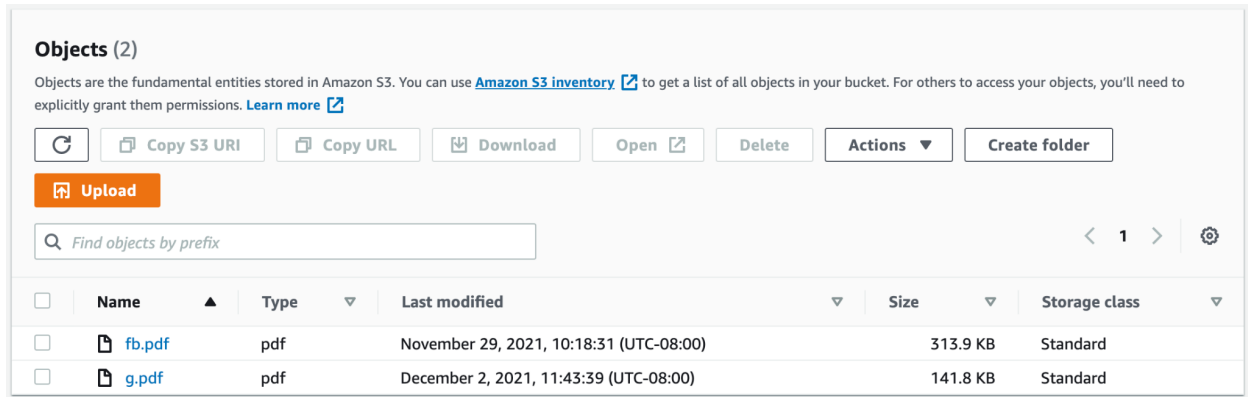 Objects (2)
Objects are the fundamental entities stored in Amazon S3. You can use Amazon S3 inventory to get a list of all objects in your bucket. For others to access your objects, you'll need to
explicitly grant them permissions. Learn more
Copy S3 URI Copy URL Download Open Delete Actions Create folder
Upload
Find objects by prefix 1
Name Type Last modified Size Storage class
fb.pdf pdf November 29, 2021, 10:18:31 (UTC-08:00) 313.9 KB Standard
g.pdf pdf December 2, 2021, 11:43:39 (UTC-08:00) 141.8 KB Standard